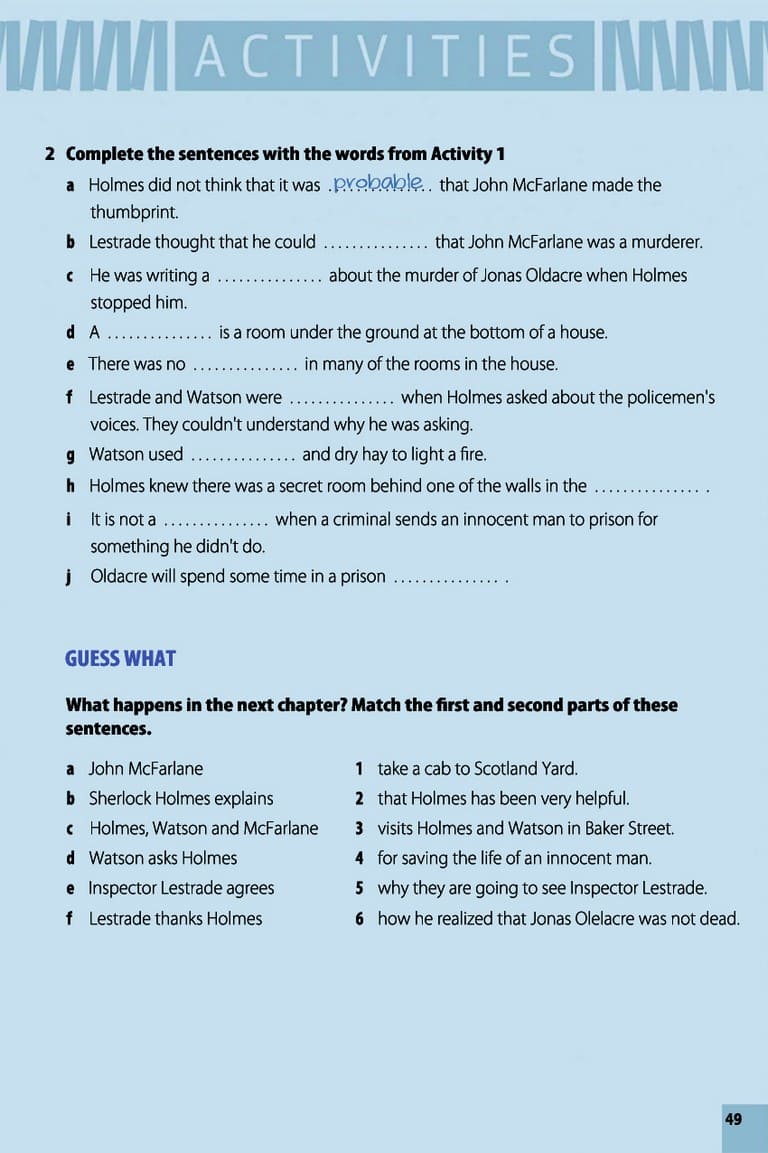 ACTIVITIES
2 Complete the sentences with the words from Activity 1
a Holmes did not think that it was .probable. that John McFarlane made the
thumbprint.
b Lestrade thought that he could ............... that John McFarlane was a murderer.
c He was writing a ............... about the murder of Jonas Oldacre when Holmes
stopped him.
d A ............... is a room under the ground at the bottom of a house.
e There was no ............... in many of the rooms in the house.
f Lestrade and Watson were ............... when Holmes asked about the policemen's
voices. They couldn't understand why he was asking.
g Watson used ............... and dry hay to light a fire.
h Holmes knew there was a secret room behind one of the walls in the ............... .
i It is not a ............... when a criminal sends an innocent man to prison for
something he didn't do.
j Oldacre will spend some time in a prison ............... .
GUESS WHAT
What happens in the next chapter? Match the first and second parts of these
sentences.
a John McFarlane 1 take a cab to Scotland Yard.
b Sherlock Holmes explains 2 that Holmes has been very helpful.
c Holmes, Watson and McFarlane 3 visits Holmes and Watson in Baker Street.
d Watson asks Holmes 4 for saving the life of an innocent man.
e Inspector Lestrade agrees 5 why they are going to see Inspector Lestrade.
f Lestrade thanks Holmes 6 how he realized that Jonas Olelacre was not dead.
49